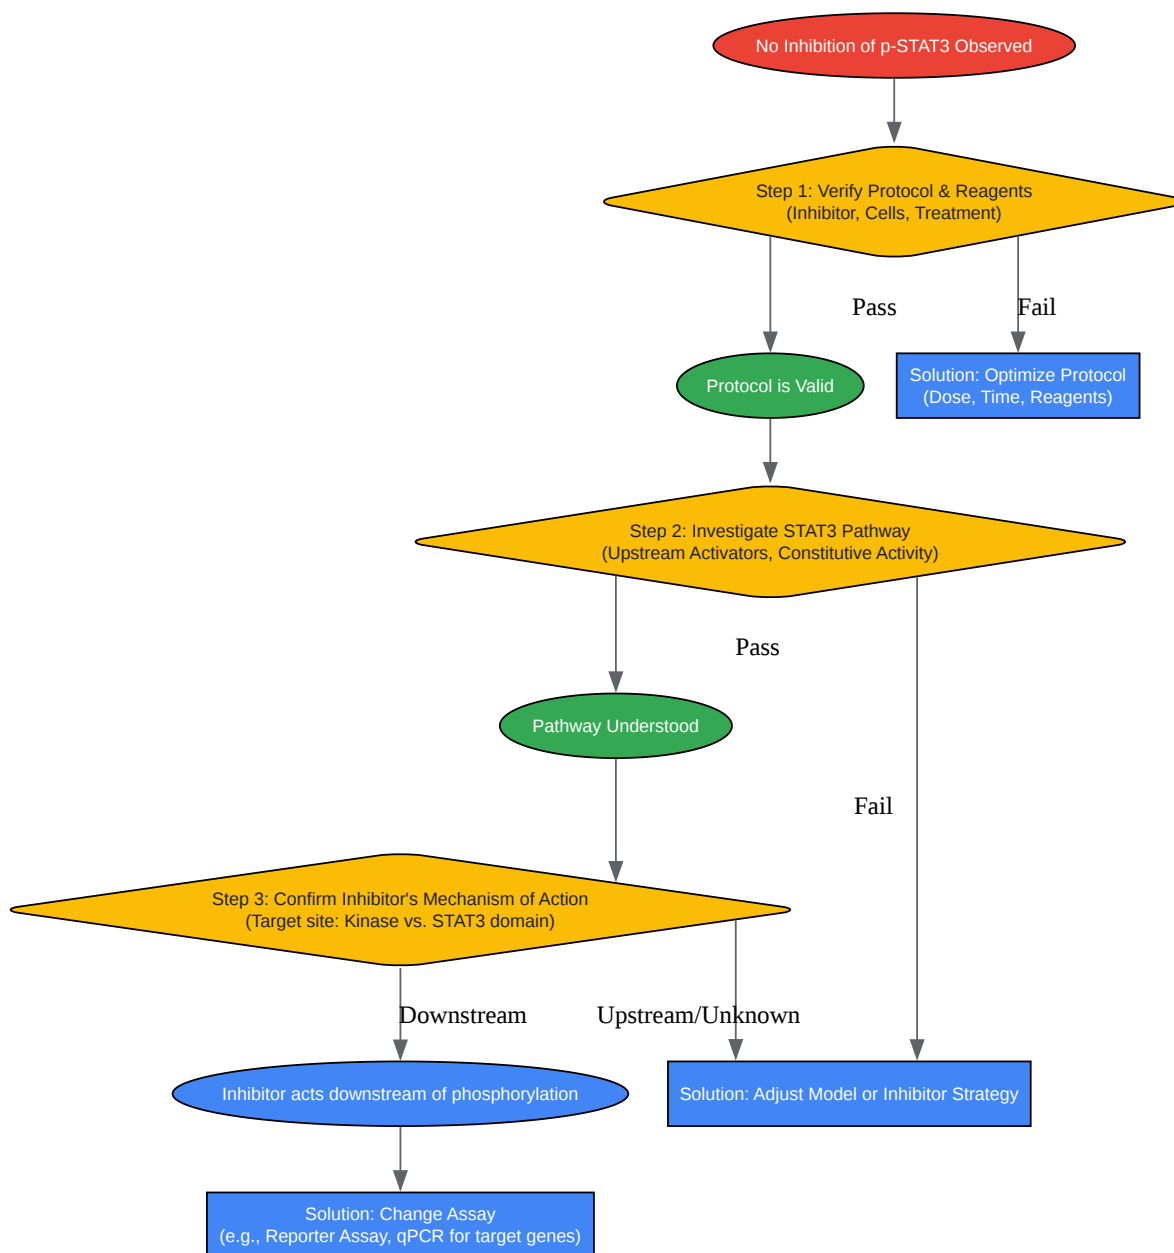 No Inhibition of p-STAT3 Observed
Step 1: Verify Protocol & Reagents
(Inhibitor, Cells, Treatment)
Pass
Fail
Protocol is Valid
Solution: Optimize Protocol
(Dose, Time, Reagents)
Step 2: Investigate STAT3 Pathway
(Upstream Activators, Constitutive Activity)
Pass
Pathway Understood
Fail
Step 3: Confirm Inhibitor's Mechanism of Action
(Target site: Kinase vs. STAT3 domain)
Downstream
Upstream/Unknown
Inhibitor acts downstream of phosphorylation
Solution: Adjust Model or Inhibitor Strategy
Solution: Change Assay
(e.g., Reporter Assay, qPCR for target genes)